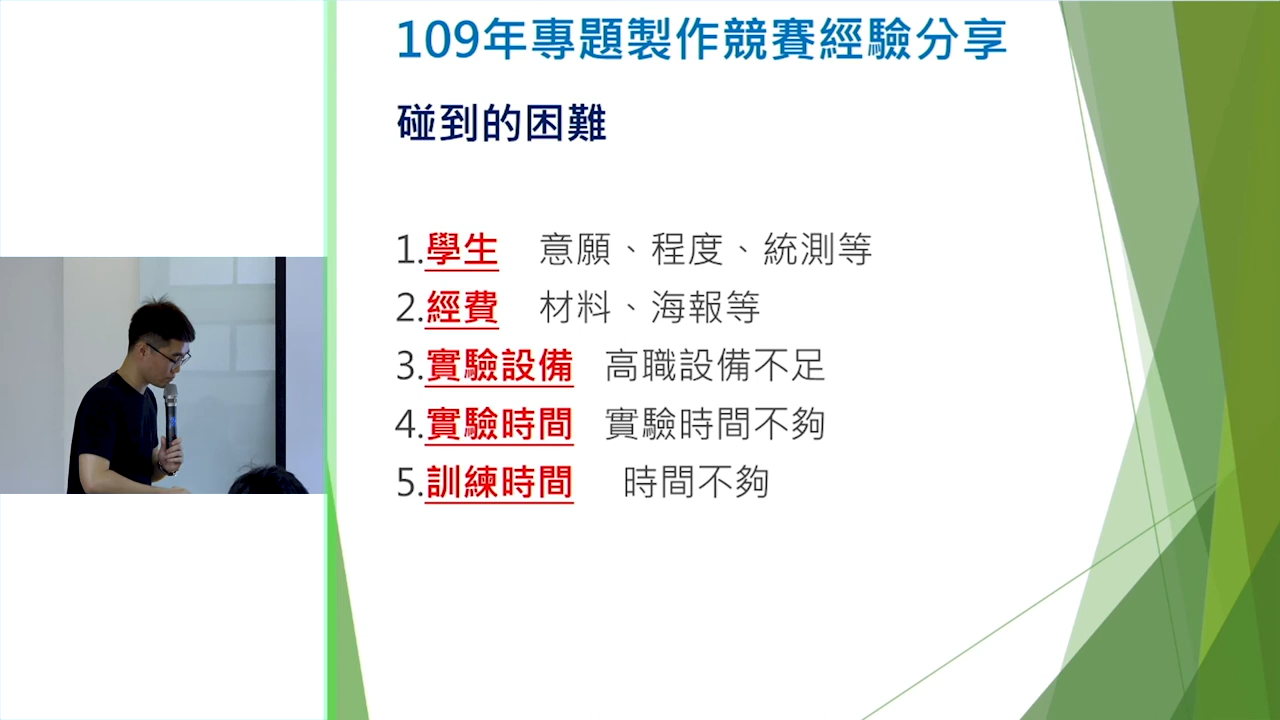 109年專題製作競賽經驗分享
碰到的困難
1.學生 意願、程度、統測等
2.經費 材料、海報等
3.實驗設備 高職設備不足
4.實驗時間 實驗時間不夠
5.訓練時間 時間不夠